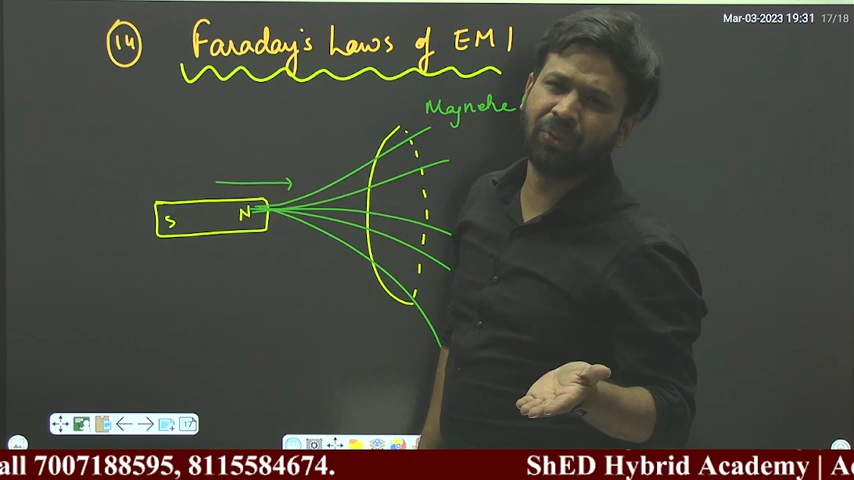 Mar-03-2023 19:31 17/18
14 Faraday's Laws of EMI
Magnetic
S N
17
all 7007188595, 8115584674. ShED Hybrid Academy | Ac